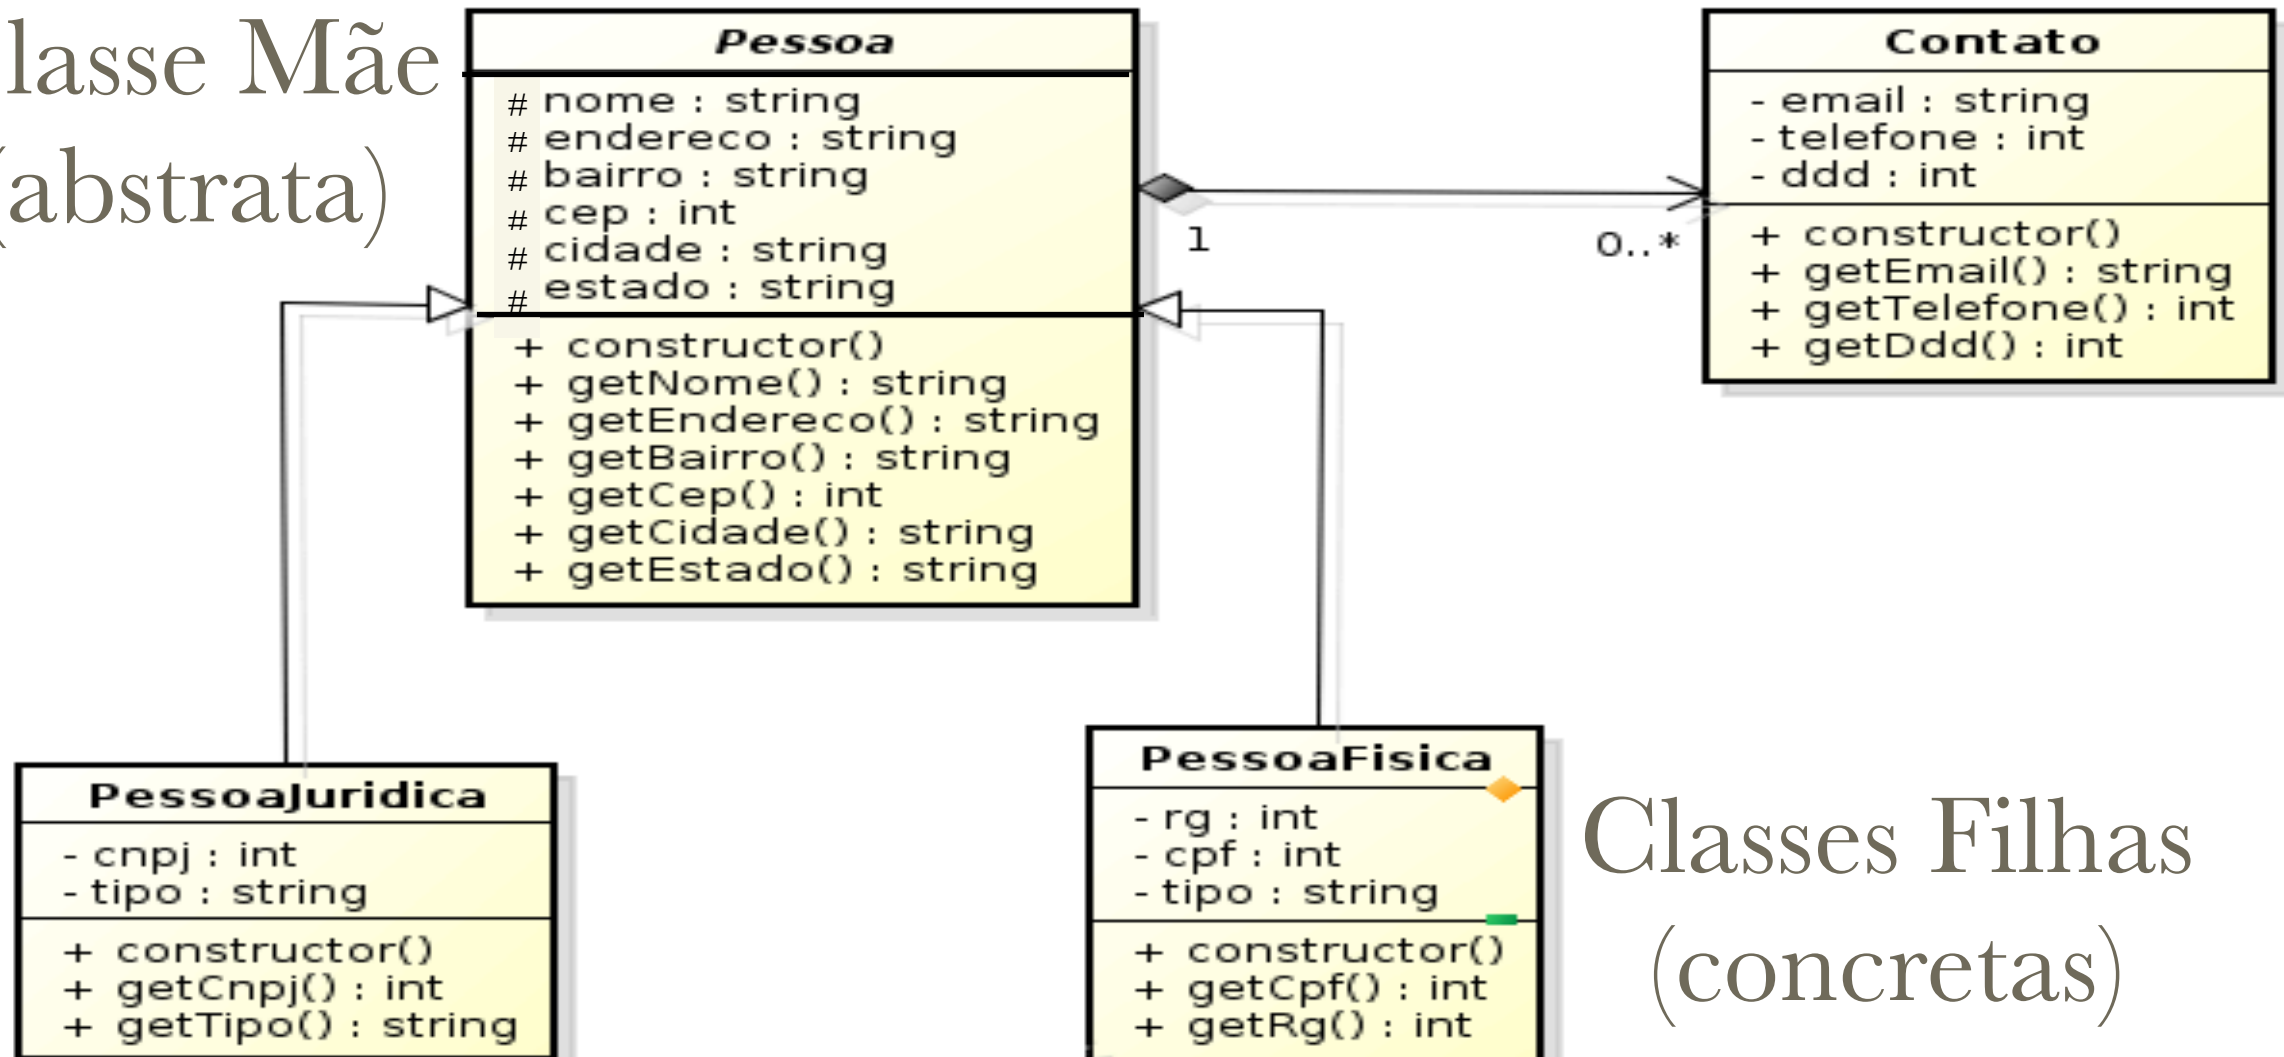 lasse Mãe
(abstrata)
Pessoa
# nome : string
# endereco : string
# bairro : string
# cep : int
# cidade : string
# estado : string
+ constructor()
+ getNome() : string
+ getEndereco() : string
+ getBairro() : string
+ getCep() : int
+ getCidade() : string
+ getEstado() : string
1
0..*
Contato
- email : string
- telefone : int
- ddd : int
+ constructor()
+ getEmail() : string
+ getTelefone() : int
+ getDdd() : int
PessoaJuridica
- cnpj : int
- tipo : string
+ constructor()
+ getCnpj() : int
+ getTipo() : string
PessoaFisica
- rg : int
- cpf : int
- tipo : string
+ constructor()
+ getCpf() : int
+ getRg() : int
Classes Filhas
(concretas)